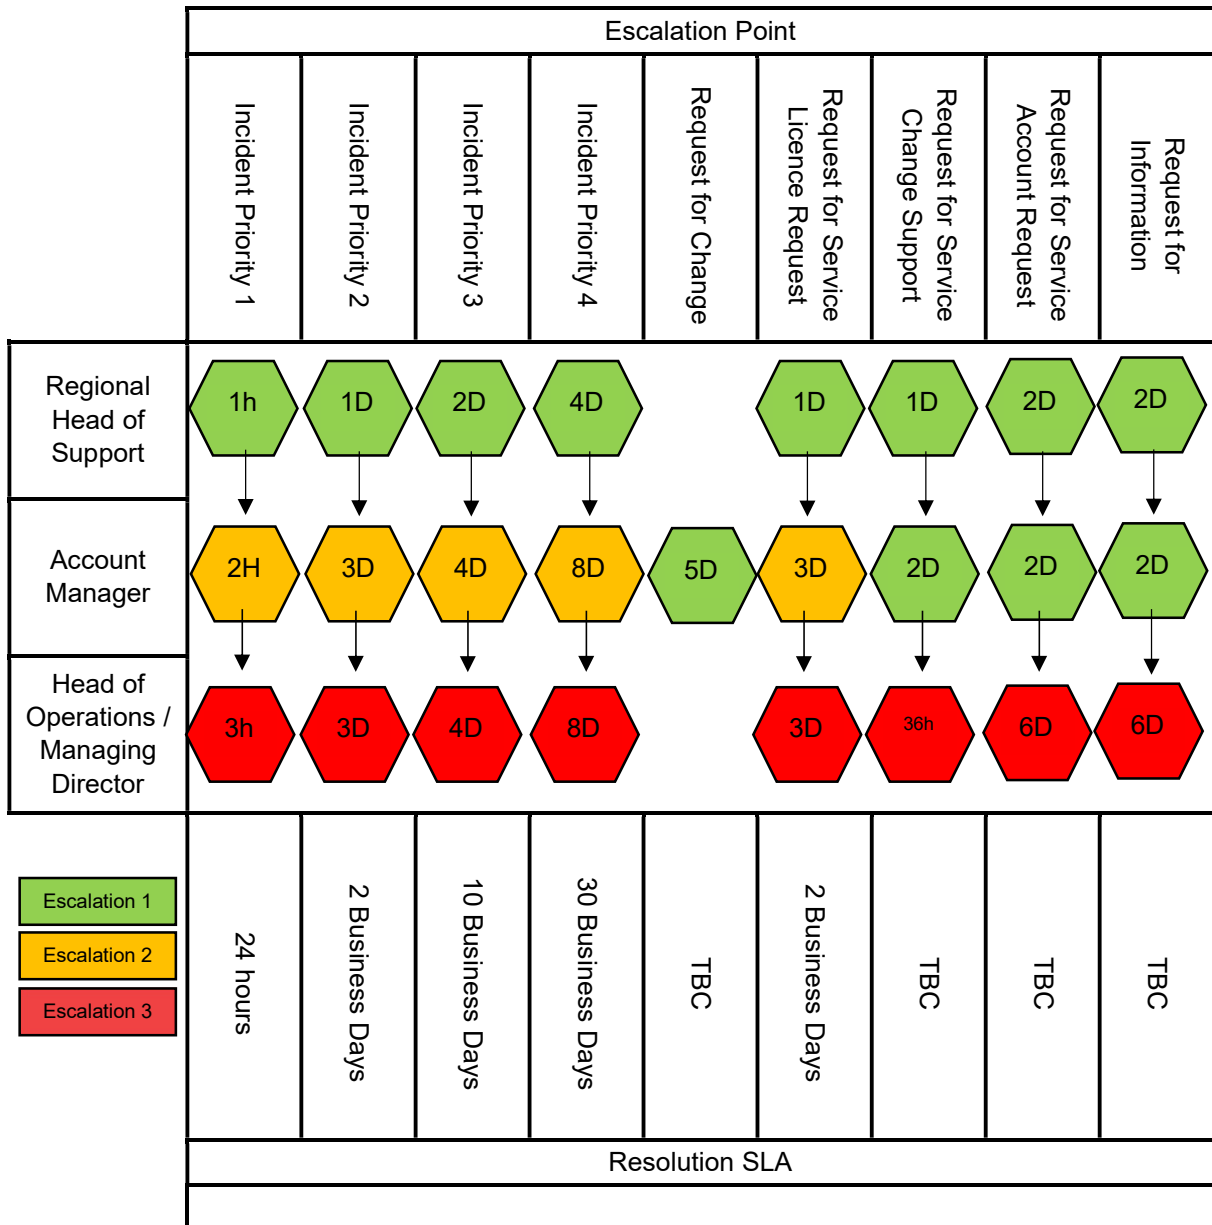 Escalation Point
Incident Priority 1
Incident Priority 2
Incident Priority 3
Incident Priority 4
Request for Change
Request for Service
Licence Request
Request for Service
Change Support
Request for Service
Account Request
Request for
Information
Regional
Head of
Support
1h
1D
2D
4D
1D
1D
2D
2D
Account
Manager
2H
3D
4D
8D
5D
3D
2D
2D
2D
Head of
Operations /
Managing
Director
3h
3D
4D
8D
3D
36h
6D
6D
Escalation 1
Escalation 2
Escalation 3
24 hours
2 Business Days
10 Business Days
30 Business Days
TBC
2 Business Days
TBC
TBC
TBC
Resolution SLA